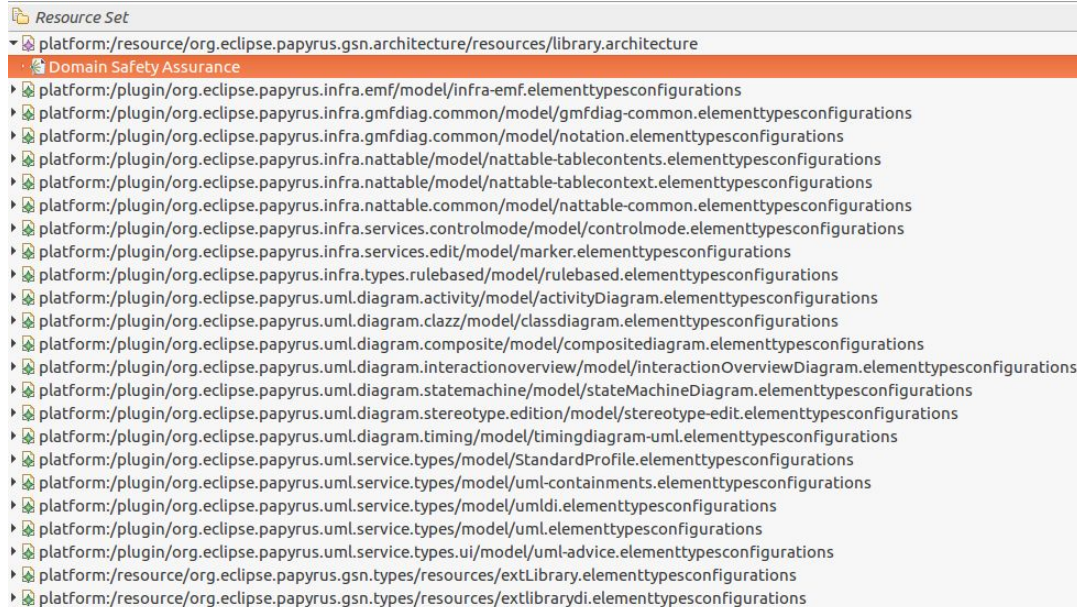 Resource Set
platform:/resource/org.eclipse.papyrus.gsn.architecture/resources/library.architecture
Domain Safety Assurance
platform:/plugin/org.eclipse.papyrus.infra.emf/model/infra-emf.elementtypesconfigurations
platform:/plugin/org.eclipse.papyrus.infra.gmfdiag.common/model/gmfdiag-common.elementtypesconfigurations
platform:/plugin/org.eclipse.papyrus.infra.gmfdiag.common/model/notation.elementtypesconfigurations
platform:/plugin/org.eclipse.papyrus.infra.nattable/model/nattable-tablecontents.elementtypesconfigurations
platform:/plugin/org.eclipse.papyrus.infra.nattable/model/nattable-tablecontext.elementtypesconfigurations
platform:/plugin/org.eclipse.papyrus.infra.nattable.common/model/nattable-common.elementtypesconfigurations
platform:/plugin/org.eclipse.papyrus.infra.services.controlmode/model/controlmode.elementtypesconfigurations
platform:/plugin/org.eclipse.papyrus.infra.services.edit/model/marker.elementtypesconfigurations
platform:/plugin/org.eclipse.papyrus.infra.types.rulebased/model/rulebased.elementtypesconfigurations
platform:/plugin/org.eclipse.papyrus.uml.diagram.activity/model/activityDiagram.elementtypesconfigurations
platform:/plugin/org.eclipse.papyrus.uml.diagram.clazz/model/classdiagram.elementtypesconfigurations
platform:/plugin/org.eclipse.papyrus.uml.diagram.composite/model/compositediagram.elementtypesconfigurations
platform:/plugin/org.eclipse.papyrus.uml.diagram.interactionoverview/model/interactionOverviewDiagram.elementtypesconfigurations
platform:/plugin/org.eclipse.papyrus.uml.diagram.statemachine/model/stateMachineDiagram.elementtypesconfigurations
platform:/plugin/org.eclipse.papyrus.uml.diagram.stereotype.edition/model/stereotype-edit.elementtypesconfigurations
platform:/plugin/org.eclipse.papyrus.uml.diagram.timing/model/timingdiagram-uml.elementtypesconfigurations
platform:/plugin/org.eclipse.papyrus.uml.service.types/model/StandardProfile.elementtypesconfigurations
platform:/plugin/org.eclipse.papyrus.uml.service.types/model/uml-containments.elementtypesconfigurations
platform:/plugin/org.eclipse.papyrus.uml.service.types/model/umldi.elementtypesconfigurations
platform:/plugin/org.eclipse.papyrus.uml.service.types/model/uml.elementtypesconfigurations
platform:/plugin/org.eclipse.papyrus.uml.service.types.ui/model/uml-advice.elementtypesconfigurations
platform:/resource/org.eclipse.papyrus.gsn.types/resources/extLibrary.elementtypesconfigurations
platform:/resource/org.eclipse.papyrus.gsn.types/resources/extlibrarydi.elementtypesconfigurations